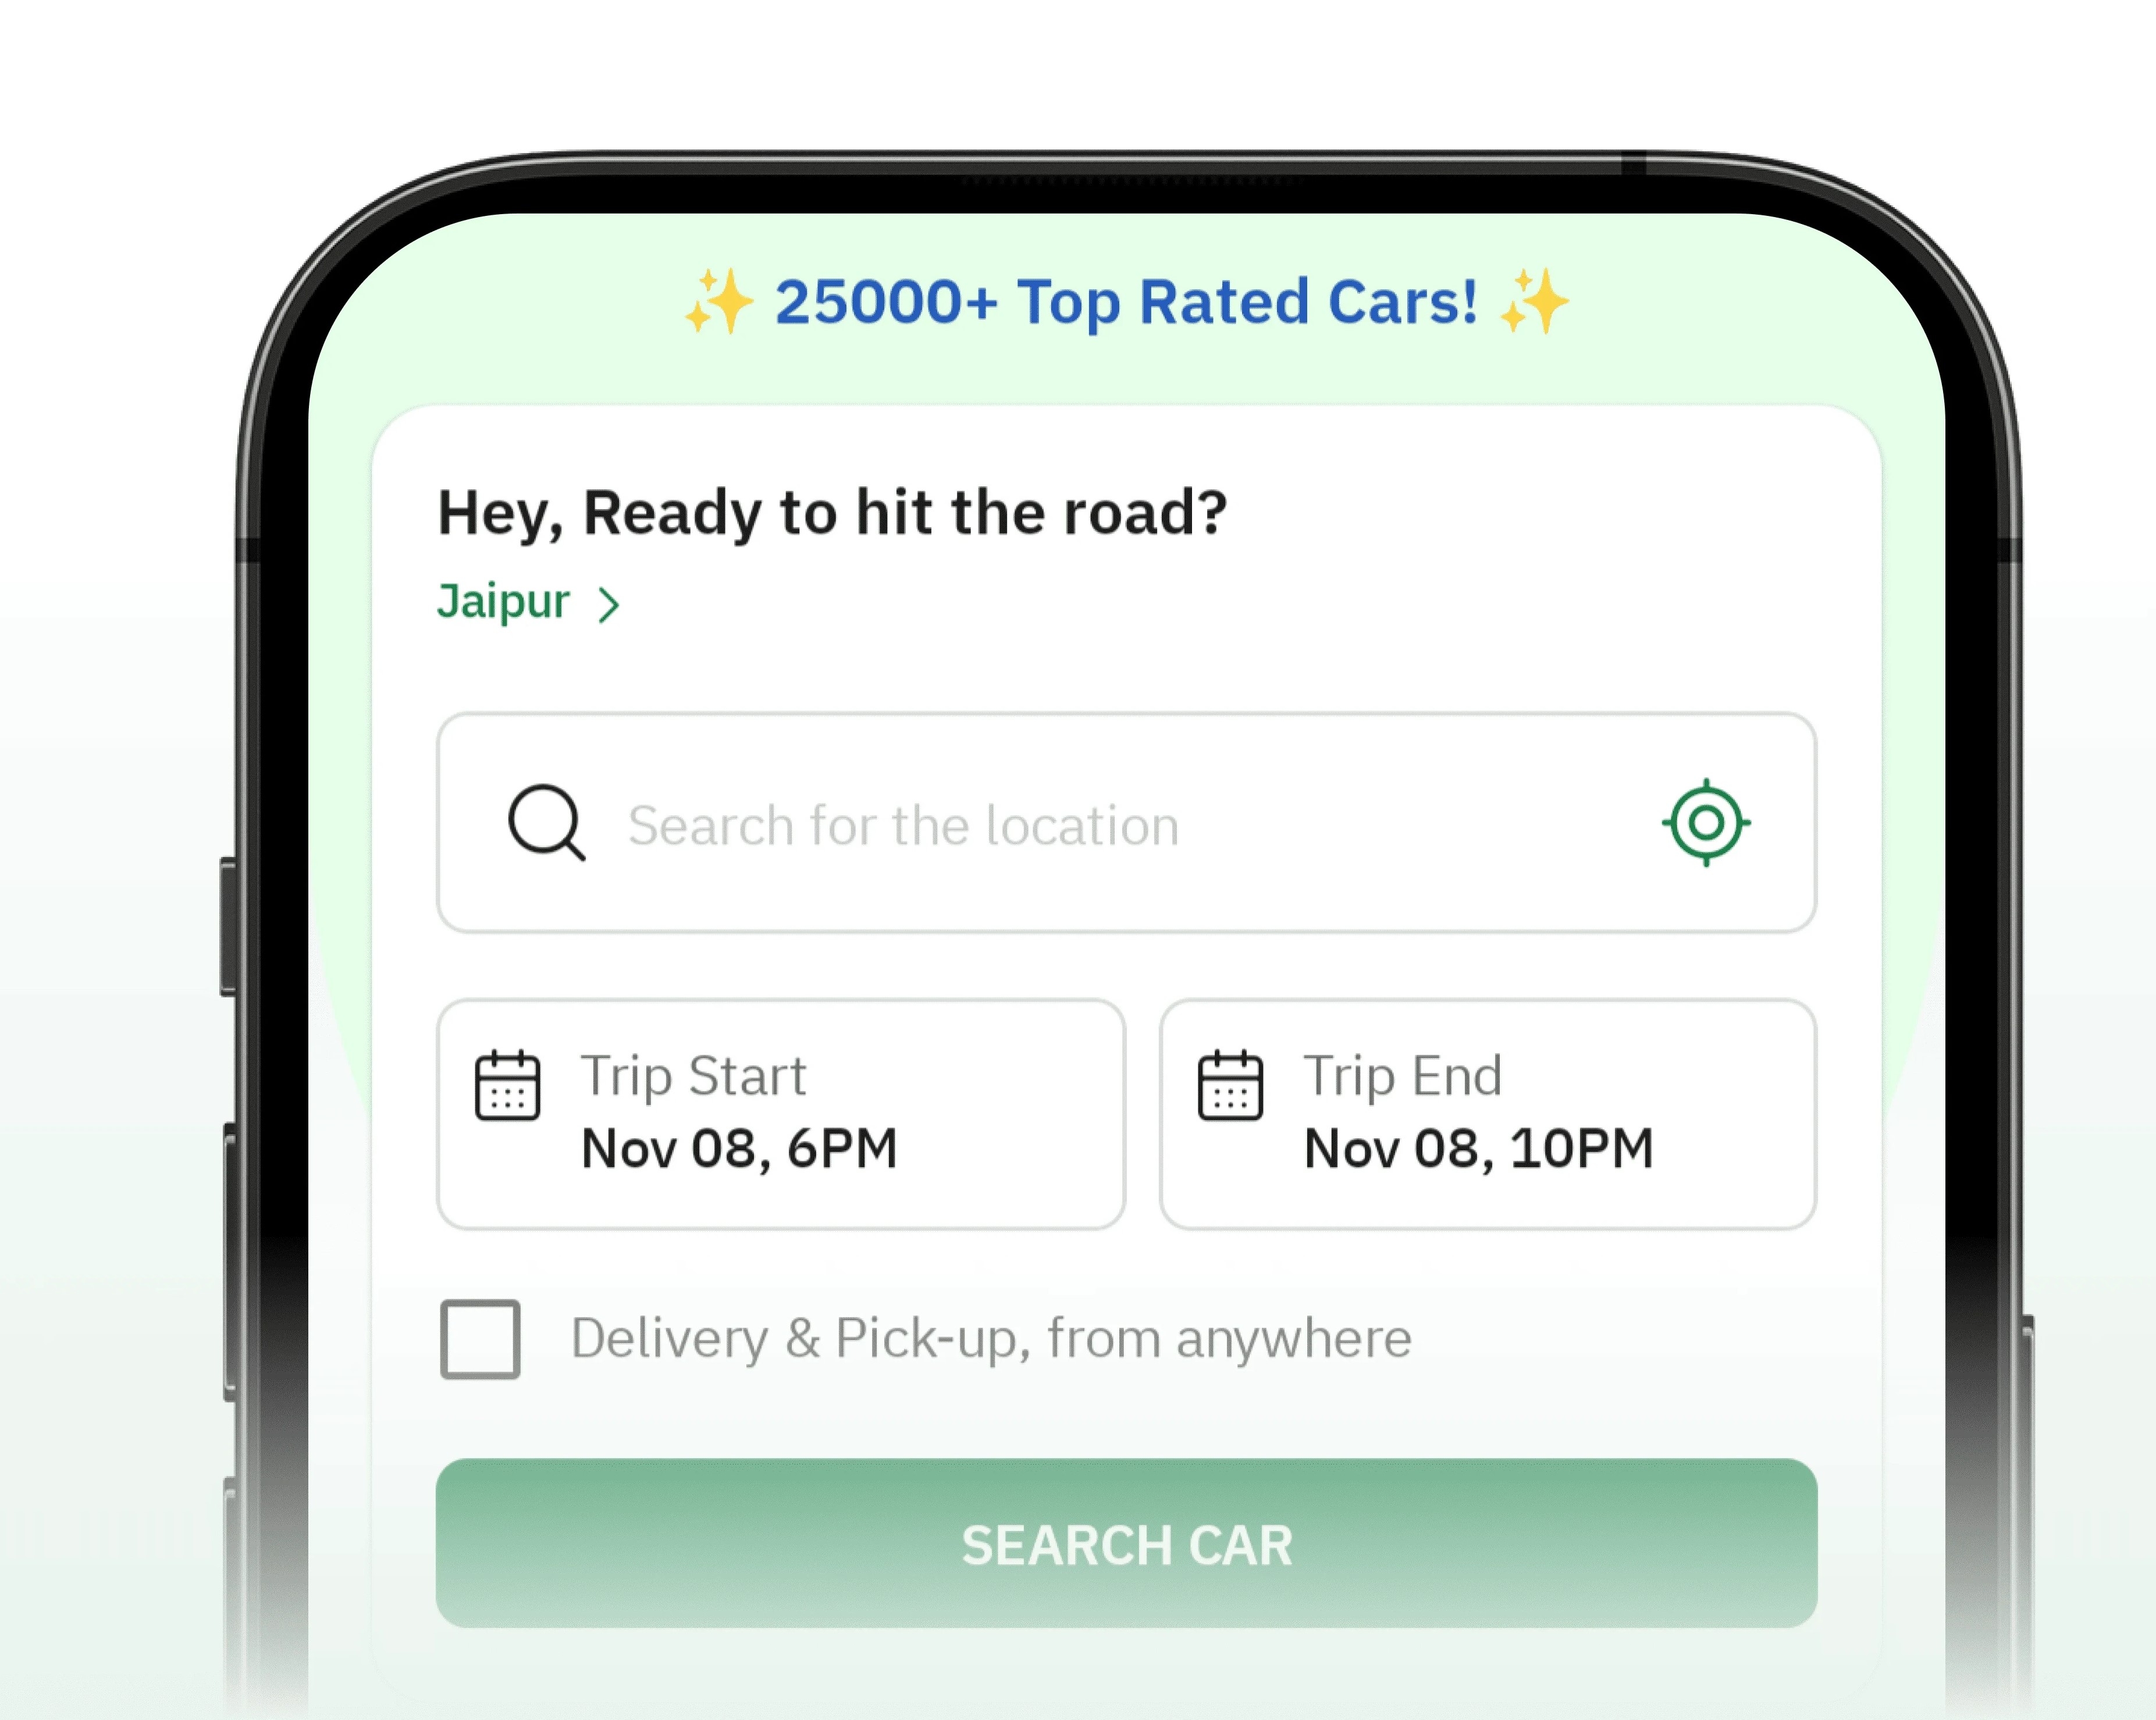 ✨ 25000+ Top Rated Cars! ✨
Hey, Ready to hit the road?
Jaipur >
Search for the location
Trip Start
Nov 08, 6PM
Trip End
Nov 08, 10PM
Delivery & Pick-up, from anywhere
SEARCH CAR